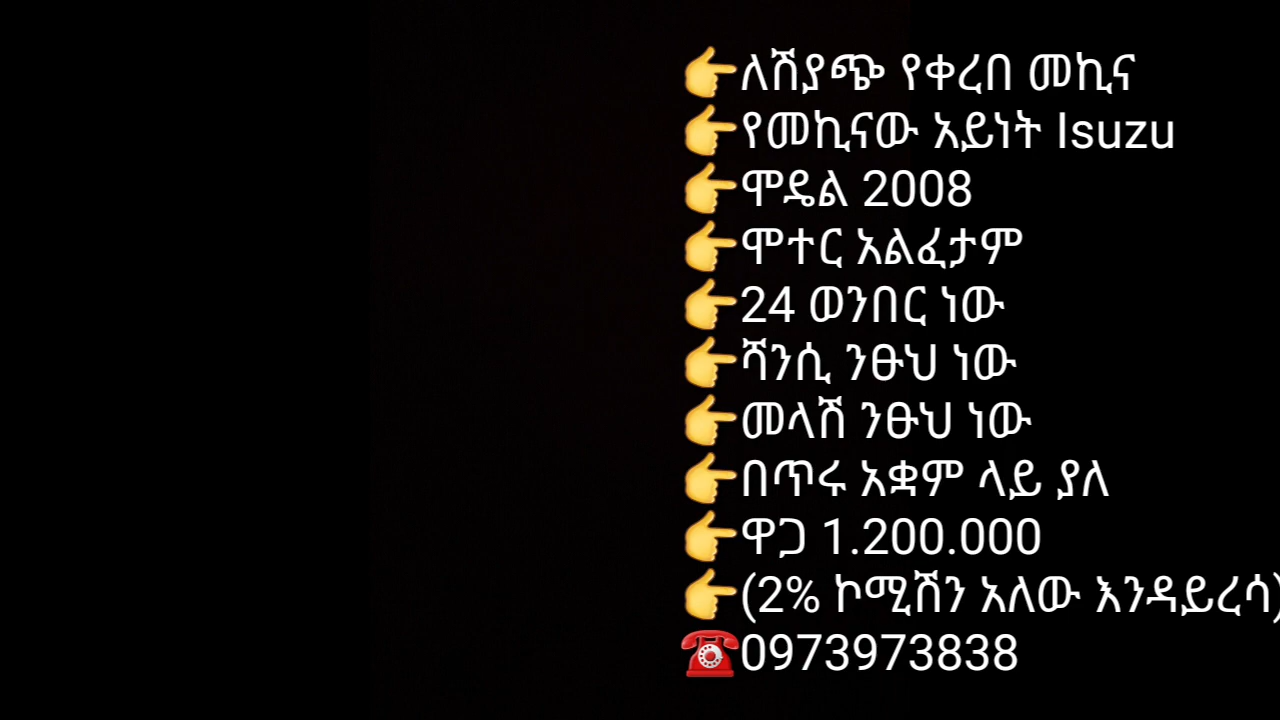 👉ለሽያጭ የቀረበ መኪና
👉የመኪናው አይነት Isuzu
👉ሞዴል 2008
👉ሞተር አልፈታም
👉24 ወንበር ነው
👉ሻንሲ ንፁህ ነው
👉መላሽ ንፁህ ነው
👉በጥሩ አቋም ላይ ያለ
👉ዋጋ 1.200.000
👉(2% ኮሚሽን አለው እንዳይረሳ)
☎0973973838